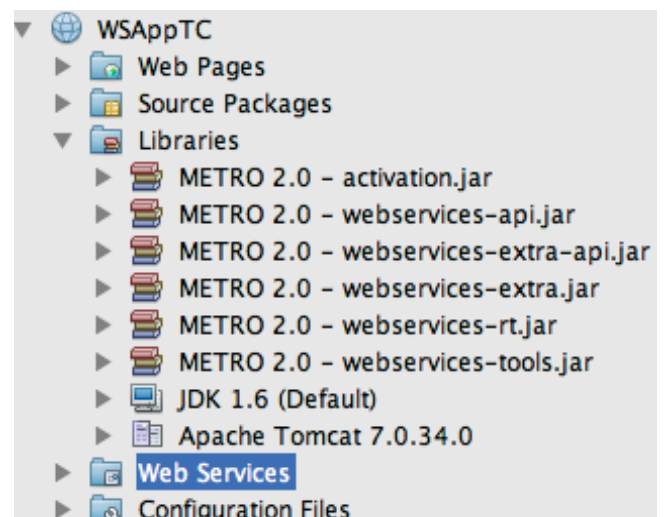 WSAppTC
Web Pages
Source Packages
Libraries
METRO 2.0 – activation.jar
METRO 2.0 – webservices-api.jar
METRO 2.0 – webservices-extra-api.jar
METRO 2.0 – webservices-extra.jar
METRO 2.0 – webservices-rt.jar
METRO 2.0 – webservices-tools.jar
JDK 1.6 (Default)
Apache Tomcat 7.0.34.0
Web Services
Configuration Files